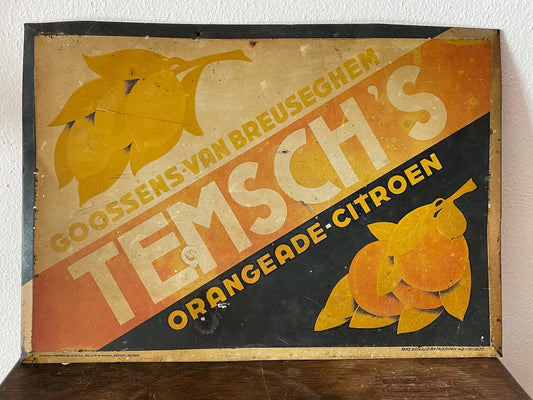 GOOSSENS-VAN BREUSEGHEM
TEMSCH'S
ORANGEADE-CITROEN